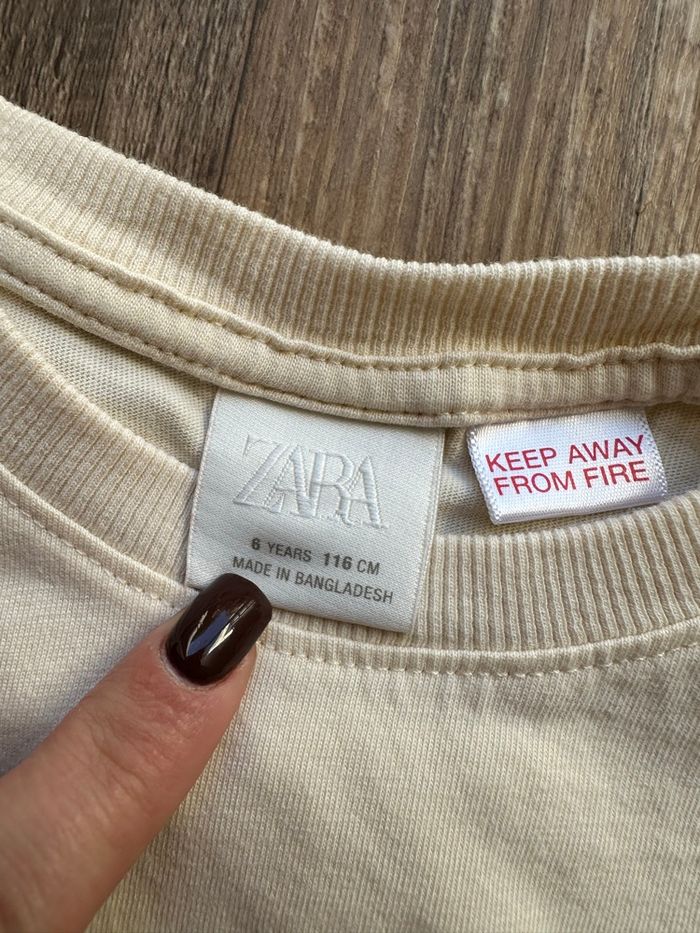 ZARA
6 YEARS 116 CM
MADE IN BANGLADESH
KEEP AWAY
FROM FIRE